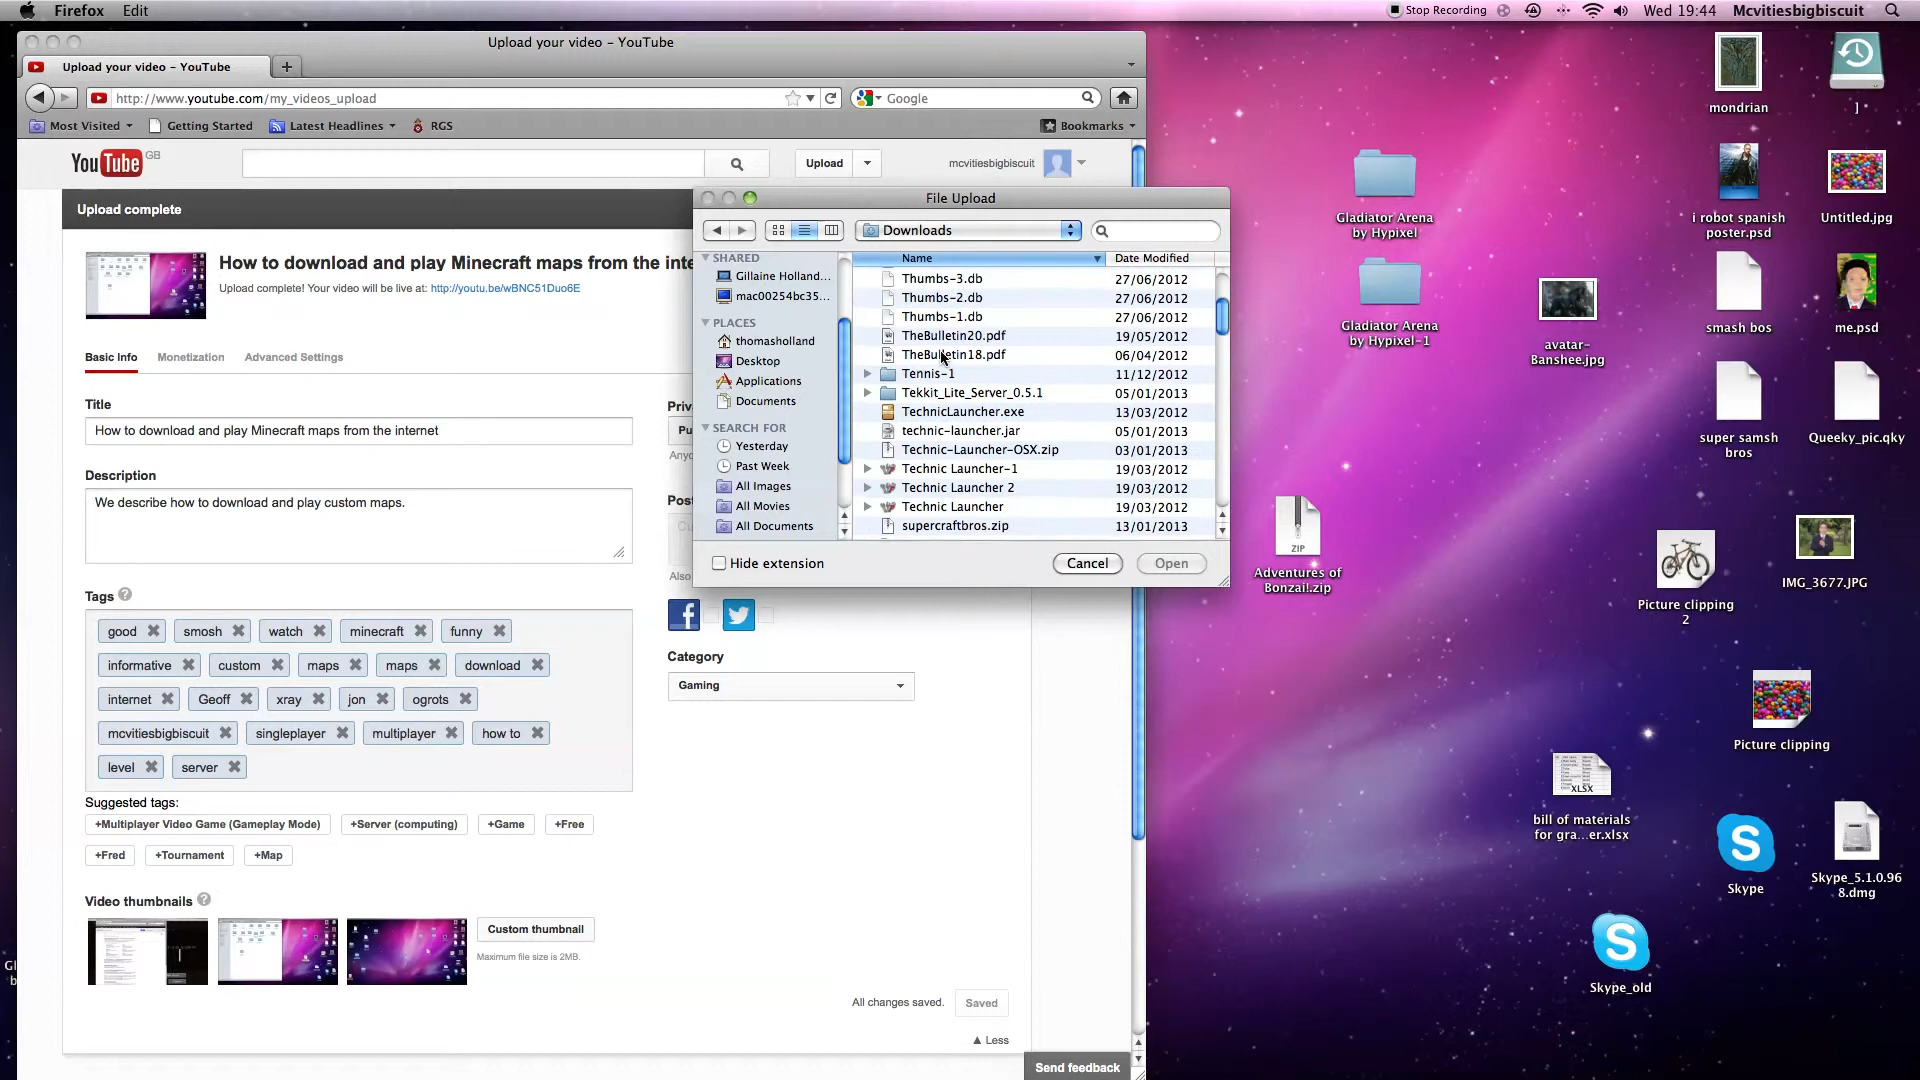 Firefox Edit Stop Recording Wed 19:44 Mcvitiesbigbiscuit
Upload your video – YouTube
Upload your video – YouTube
http://www.youtube.com/my_videos_upload Google
Most Visited Getting Started Latest Headlines RGS Bookmarks
YouTube GB Upload mcvitiesbigbiscuit
Upload complete
How to download and play Minecraft maps from the inte
Upload complete! Your video will be live at: http://youtu.be/wBNC51Duo6E
Basic Info Monetization Advanced Settings
Title
How to download and play Minecraft maps from the internet
Description
We describe how to download and play custom maps.
Tags
good smosh watch minecraft funny
informative custom maps maps download
internet Geoff xray jon ogrots
mcvitiesbigbiscuit singleplayer multiplayer how to
level server
Suggested tags:
+Multiplayer Video Game (Gameplay Mode) +Server (computing) +Game +Free
+Fred +Tournament +Map
Video thumbnails
Custom thumbnail
Maximum file size is 2MB.
Priv
Pu
Anyc
Post
Cu
Also
Category
Gaming
All changes saved. Saved
Less
Send feedback
File Upload
Downloads
SHARED
Gillaine Holland...
mac00254bc35...
PLACES
thomasholland
Desktop
Applications
Documents
SEARCH FOR
Yesterday
Past Week
All Images
All Movies
All Documents
Name Date Modified
Thumbs-3.db 27/06/2012
Thumbs-2.db 27/06/2012
Thumbs-1.db 27/06/2012
TheBulletin20.pdf 19/05/2012
TheBulletin18.pdf 06/04/2012
Tennis-1 11/12/2012
Tekkit_Lite_Server_0.5.1 05/01/2013
TechnicLauncher.exe 13/03/2012
technic-launcher.jar 05/01/2013
Technic-Launcher-OSX.zip 03/01/2013
Technic Launcher-1 19/03/2012
Technic Launcher 2 19/03/2012
Technic Launcher 19/03/2012
supercraftbros.zip 13/01/2013
Hide extension Cancel Open
mondrian
]
Gladiator Arena
by Hypixel
i robot spanish
poster.psd
Untitled.jpg
Gladiator Arena
by Hypixel-1
avatar-
Banshee.jpg
smash bos
me.psd
super samsh
bros
Queeky_pic.qky
ZIP
Adventures of
Bonzai!.zip
Picture clipping
2
IMG_3677.JPG
Picture clipping
XLSX
bill of materials
for gra...er.xlsx
Skype
Skype_5.1.0.96
8.dmg
Skype_old
Gl
b